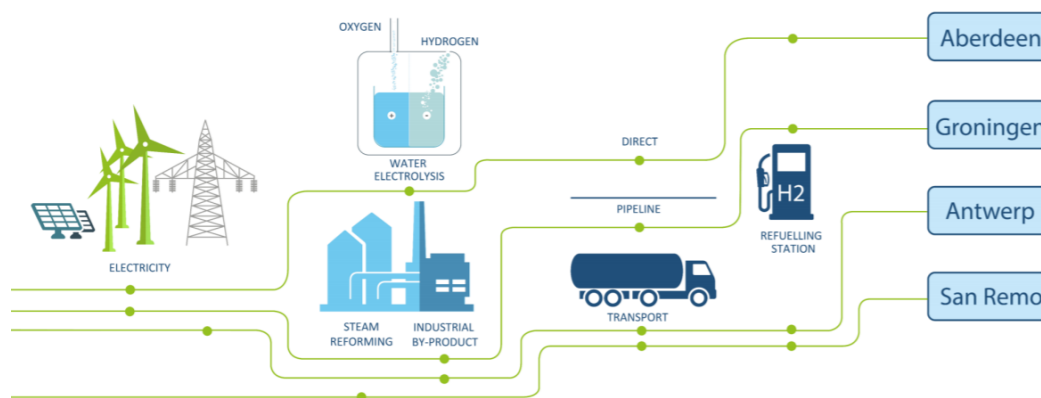 OXYGEN
HYDROGEN
WATER
ELECTROLYSIS
ELECTRICITY
STEAM
REFORMING
INDUSTRIAL
BY-PRODUCT
DIRECT
PIPELINE
TRANSPORT
H2
REFUELLING
STATION
Aberdeen
Groningen
Antwerp
San Remo